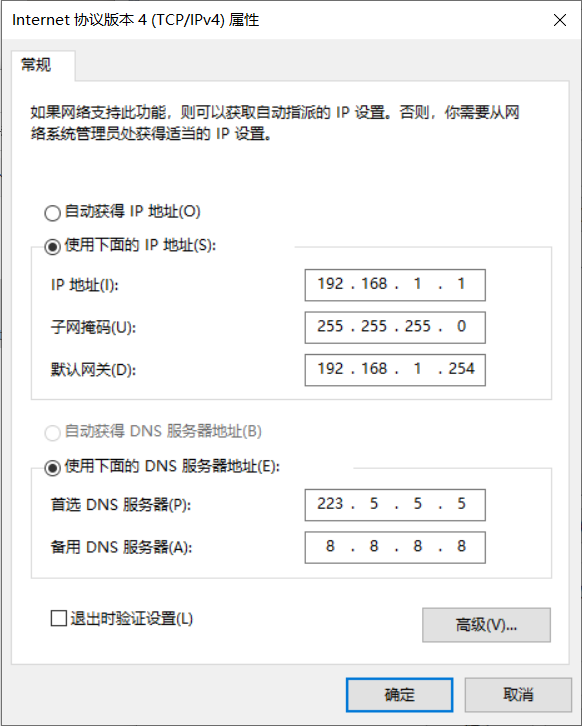 Internet 协议版本 4 (TCP/IPv4) 属性
常规
如果网络支持此功能，则可以获取自动指派的 IP 设置。否则，你需要从网
络系统管理员处获得适当的 IP 设置。
自动获得 IP 地址(O)
使用下面的 IP 地址(S):
IP 地址(I): 192 . 168 . 1 . 1
子网掩码(U): 255 . 255 . 255 . 0
默认网关(D): 192 . 168 . 1 . 254
自动获得 DNS 服务器地址(B)
使用下面的 DNS 服务器地址(E):
首选 DNS 服务器(P): 223 . 5 . 5 . 5
备用 DNS 服务器(A): 8 . 8 . 8 . 8
退出时验证设置(L)
高级(V)...
确定 取消